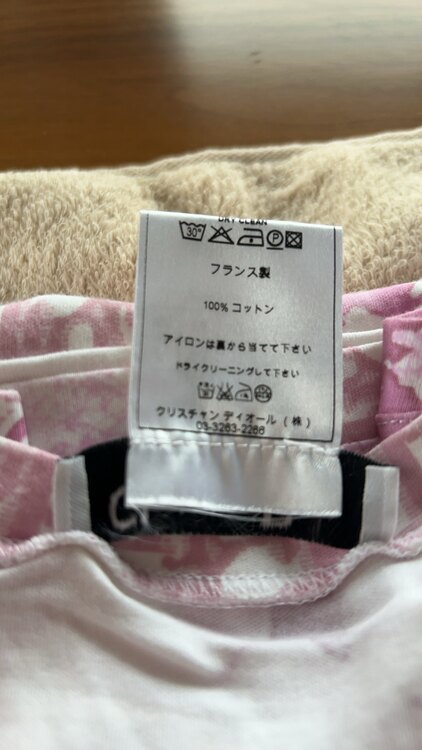 DRY CLEAN
30°
P
フランス製
100% コットン
アイロンは裏から当てて下さい
ドライクリーニングして下さい
クリスチャン ディオール (株)
03-3263-2266